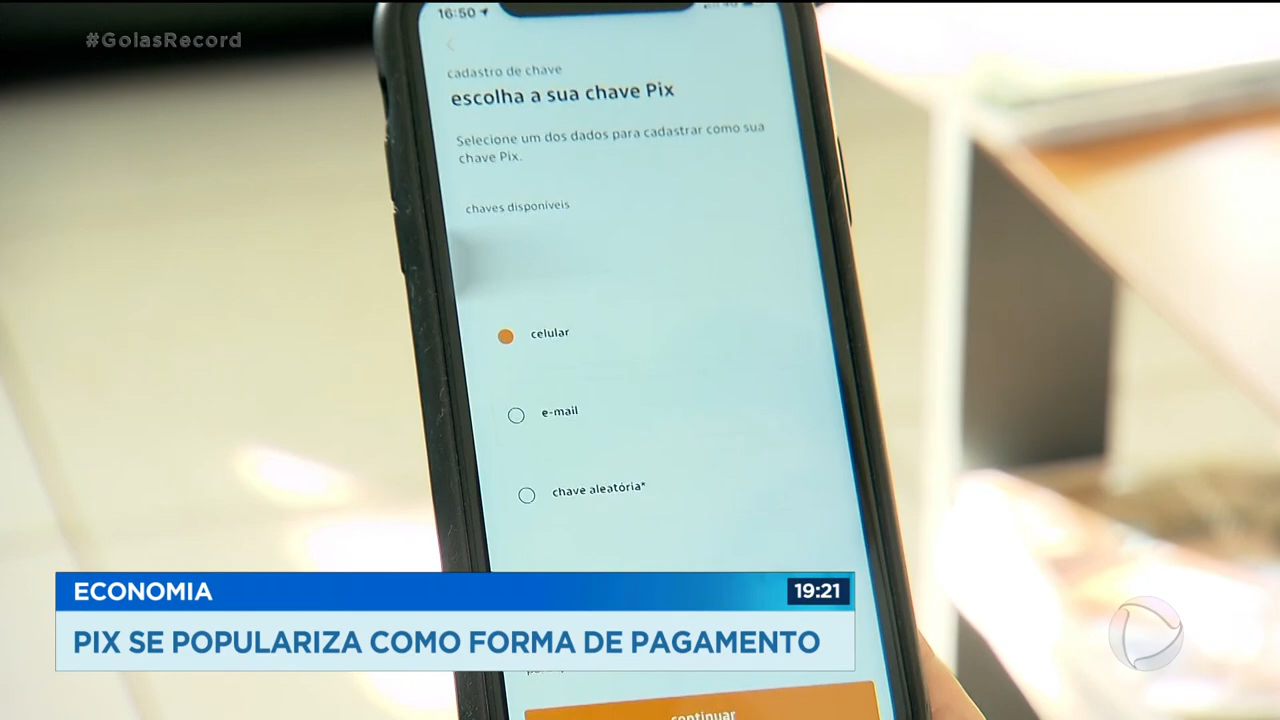 #GoiasRecord
16:50
cadastro de chave
escolha a sua chave Pix
Selecione um dos dados para cadastrar como sua
chave Pix.
chaves disponíveis
celular
e-mail
chave aleatória*
continuar
ECONOMIA
19:21
PIX SE POPULARIZA COMO FORMA DE PAGAMENTO